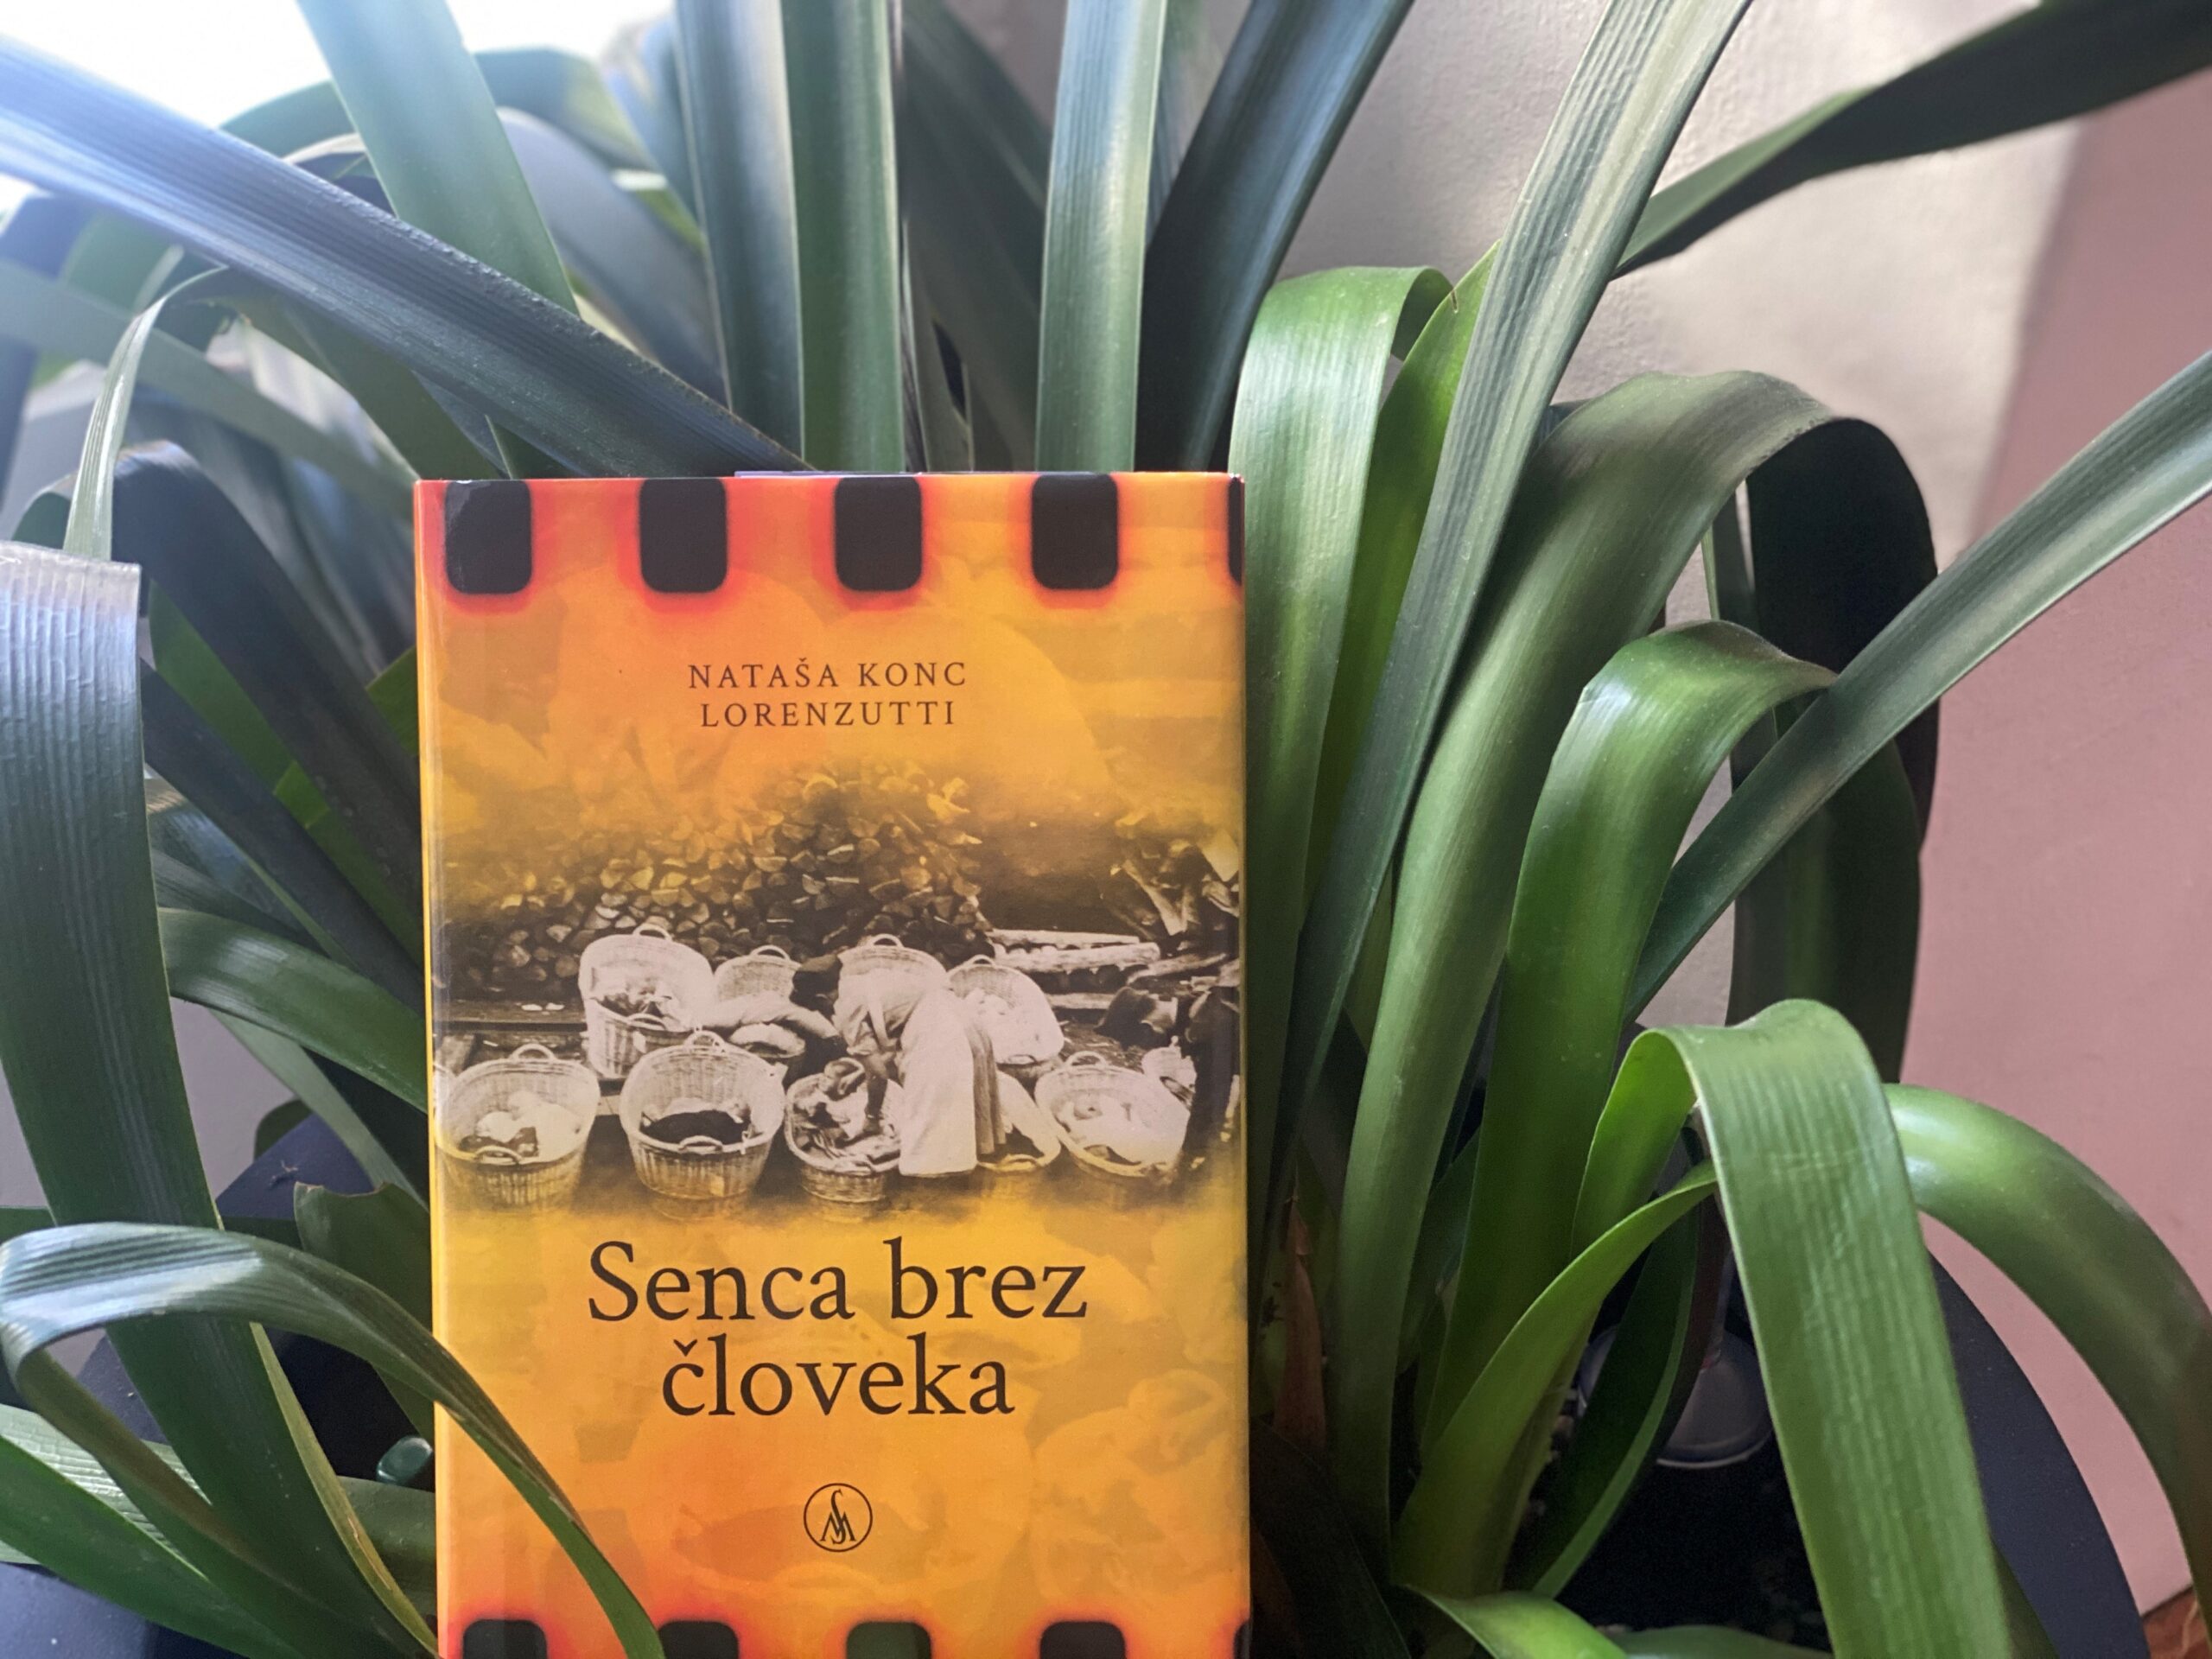 NATAŠA KONC
LORENZUTTI
Senca brez
človeka